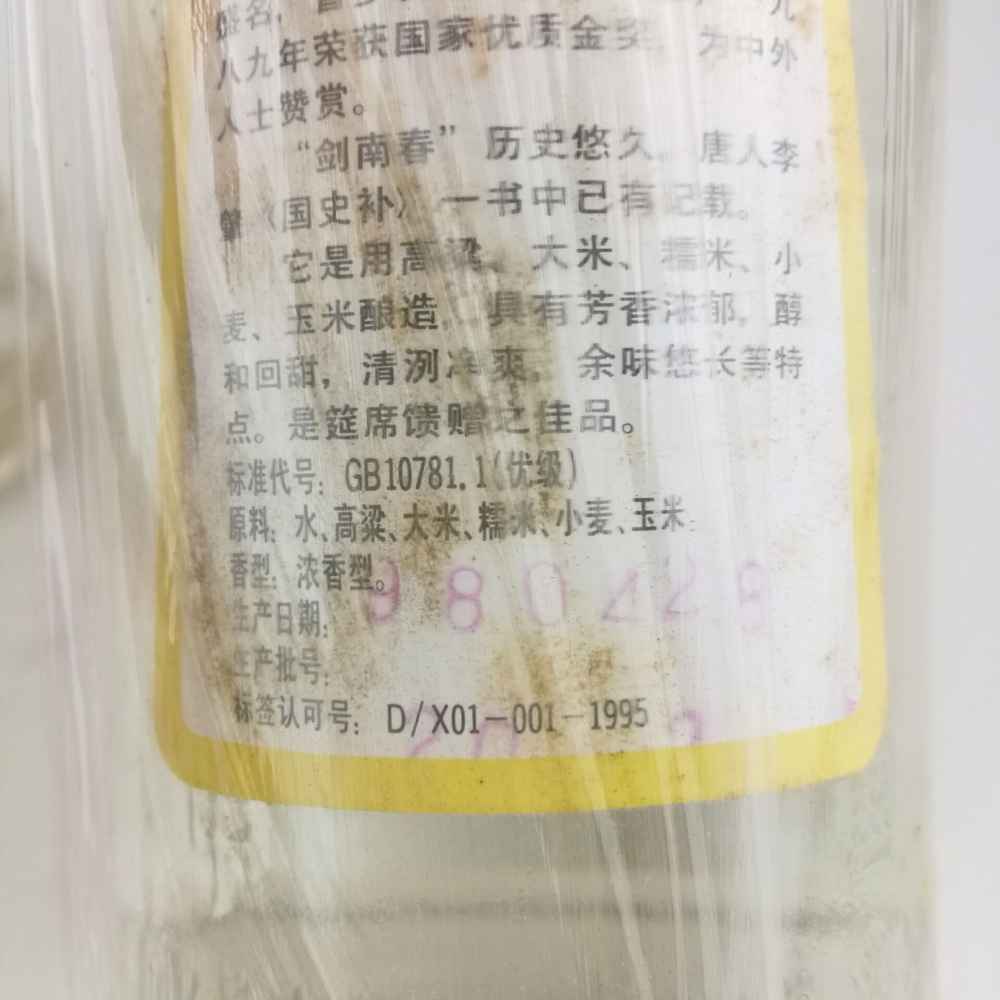 八九年荣获国家优质金奖，为中外
人士赞赏。
“剑南春”历史悠久。唐人李
肇《国史补》一书中已有记载。
它是用高粱、大米、糯米、小
麦、玉米酿造，具有芳香浓郁，醇
和回甜，清洌净爽，余味悠长等特
点。是筵席馈赠之佳品。
标准代号：GB10781.1(优级)
原料：水、高粱、大米、糯米、小麦、玉米
香型：浓香型。
生产日期：980428
生产批号：
标签认可号：D/X01-001-1995